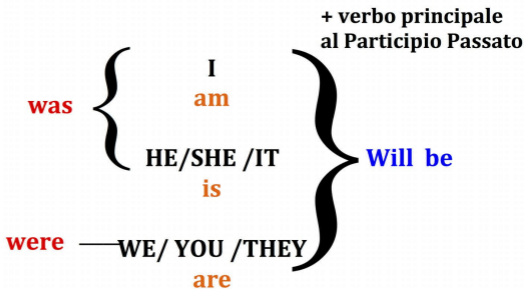 + verbo principale
al Participio Passato
I
am
was
HE/SHE /IT
Will be
is
were
WE/ YOU /THEY
are